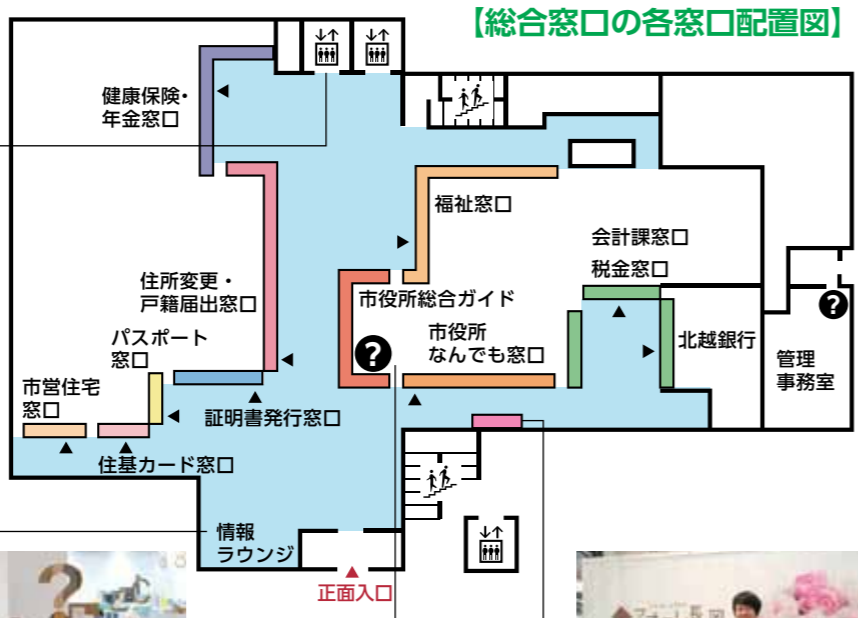 【総合窓口の各窓口配置図】
健康保険・
年金窓口
福祉窓口
会計課窓口
税金窓口
住所変更・
戸籍届出窓口
市役所総合ガイド
?
パスポート
窓口
市役所
なんでも窓口
北越銀行
?
管理
事務室
市営住宅
窓口
証明書発行窓口
住基カード窓口
情報
ラウンジ
正面入口
?